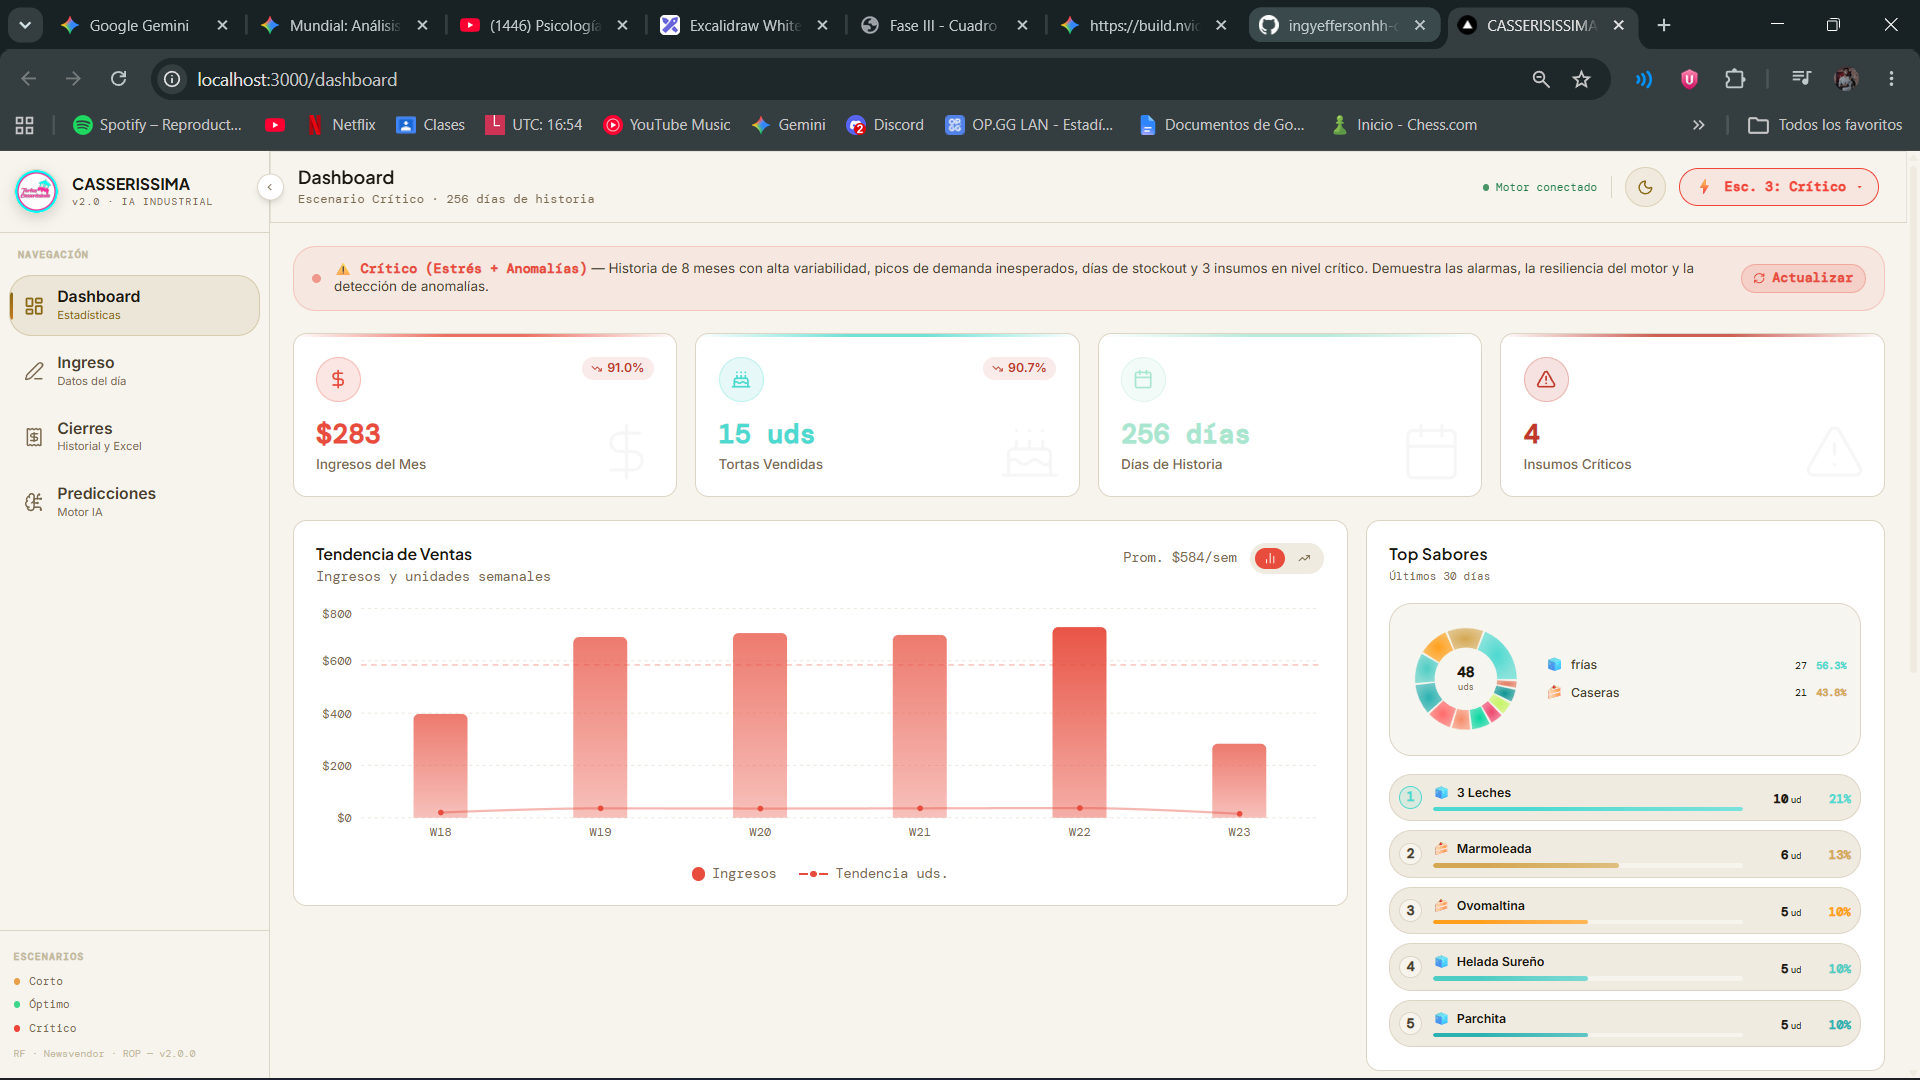 Google Gemini
Mundial: Análisis
(1446) Psicología
Excalidraw White
Fase III - Cuadro
https://build.nvi
ingyeffersonhh-c
CASSERISISSIMA
localhost:3000/dashboard
Spotify – Reproduct...
Netflix
Clases
UTC: 16:54
YouTube Music
Gemini
Discord
OP.GG LAN - Estadí...
Documentos de Go...
Inicio - Chess.com
Todos los favoritos
CASSERISSIMA
v2.0 · IA INDUSTRIAL
NAVEGACIÓN
Dashboard
Estadísticas
Ingreso
Datos del día
Cierres
Historial y Excel
Predicciones
Motor IA
ESCENARIOS
Corto
Óptimo
Crítico
RF · Newsvendor · ROP — v2.0.0
Dashboard
Escenario Crítico · 256 días de historia
Motor conectado
Esc. 3: Crítico
Crítico (Estrés + Anomalías) — Historia de 8 meses con alta variabilidad, picos de demanda inesperados, días de stockout y 3 insumos en nivel crítico. Demuestra las alarmas, la resiliencia del motor y la
detección de anomalías.
Actualizar
91.0%
$283
Ingresos del Mes
90.7%
15 uds
Tortas Vendidas
256 días
Días de Historia
4
Insumos Críticos
Tendencia de Ventas
Ingresos y unidades semanales
Prom. $584/sem
$800
$600
$400
$200
$0
W18
W19
W20
W21
W22
W23
Ingresos
Tendencia uds.
Top Sabores
Últimos 30 días
48
uds
frías
27 56.3%
Caseras
21 43.8%
1 3 Leches 10 ud 21%
2 Marmoleada 6 ud 13%
3 Ovomaltina 5 ud 10%
4 Helada Sureño 5 ud 10%
5 Parchita 5 ud 10%